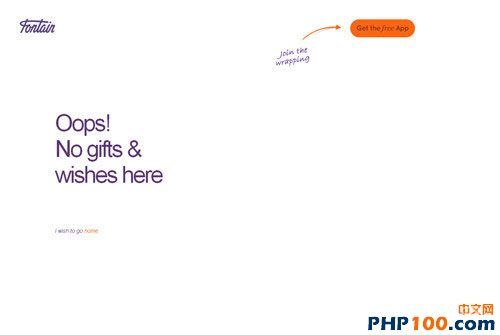 Fontain
Get the free App
Join the
wrapping
Oops!
No gifts &
wishes here
I wish to go home
中文网
PHP100.com